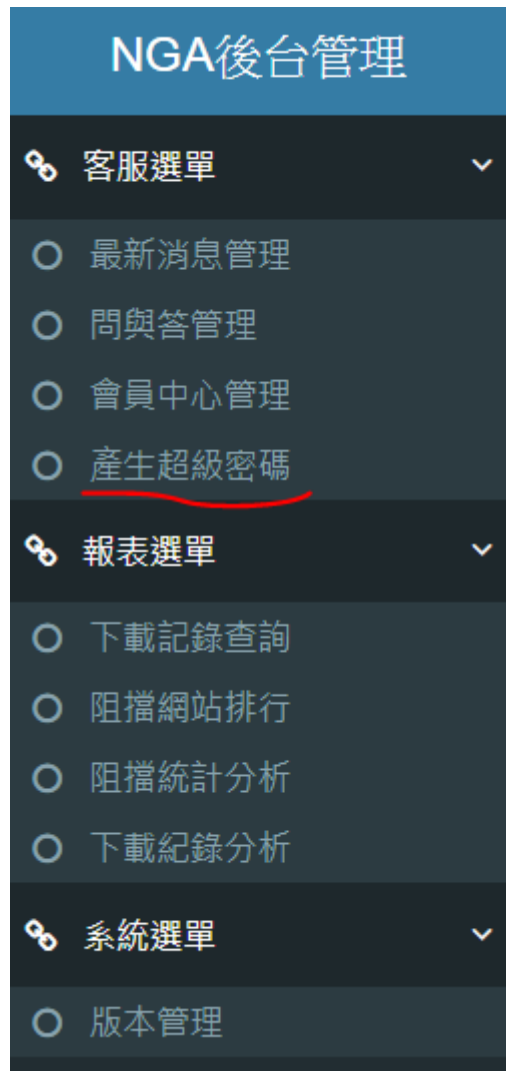 NGA後台管理
客服選單
最新消息管理
問與答管理
會員中心管理
產生超級密碼
報表選單
下載記錄查詢
阻擋網站排行
阻擋統計分析
下載紀錄分析
系統選單
版本管理